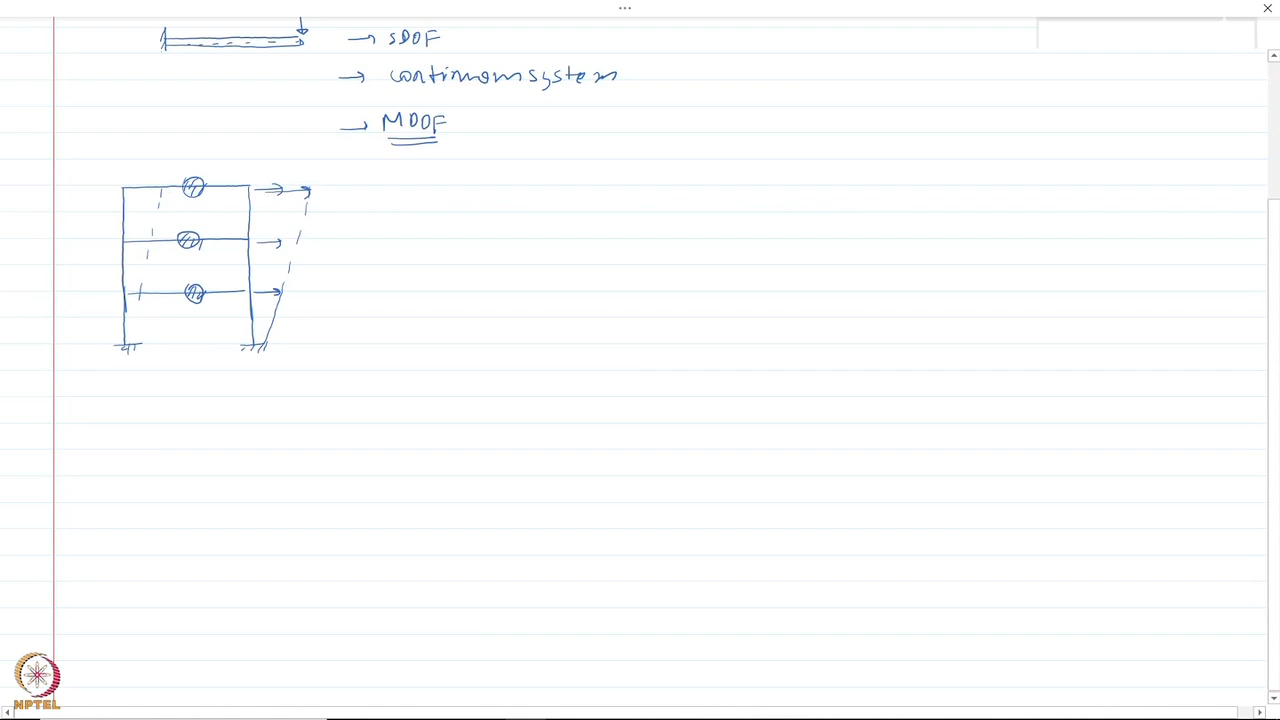 → SDOF
→ continuous system
→ MDOF
NPTEL